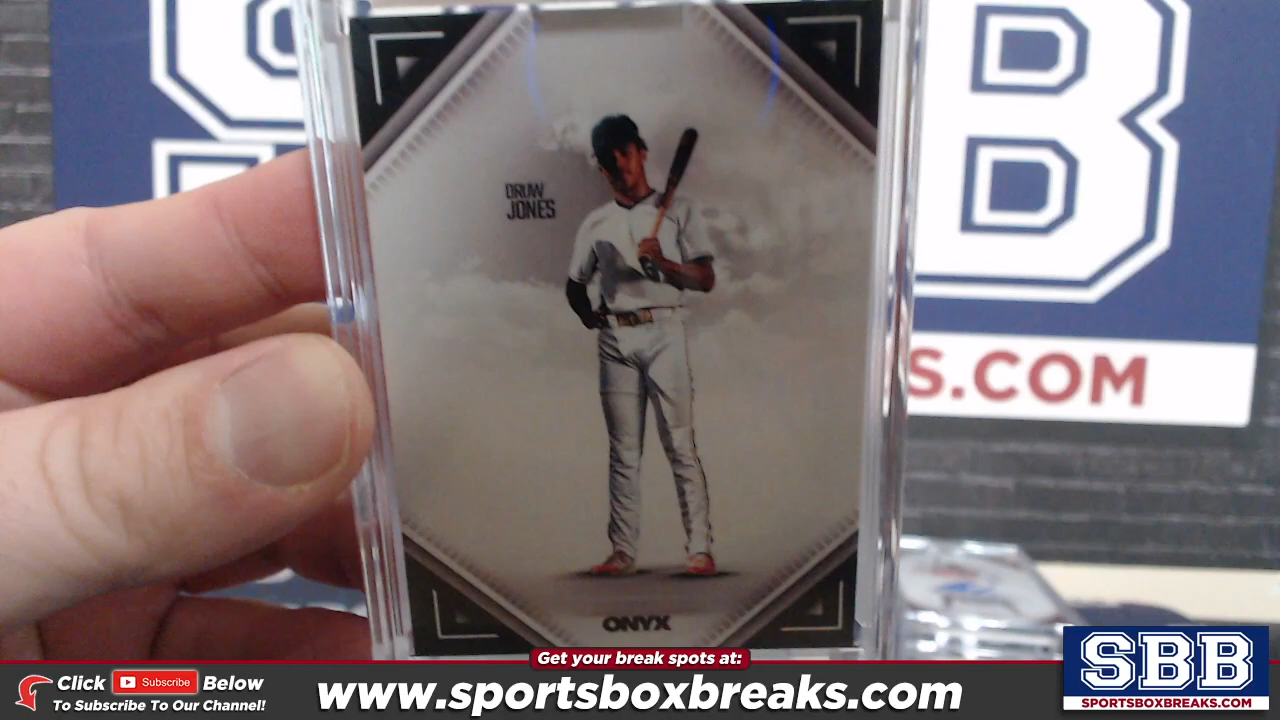 B
S.COM
DRUW
JONES
ONYX
Get your break spots at:
Click Subscribe Below
To Subscribe To Our Channel!
www.sportsboxbreaks.com
SBB
SPORTSBOXBREAKS.COM